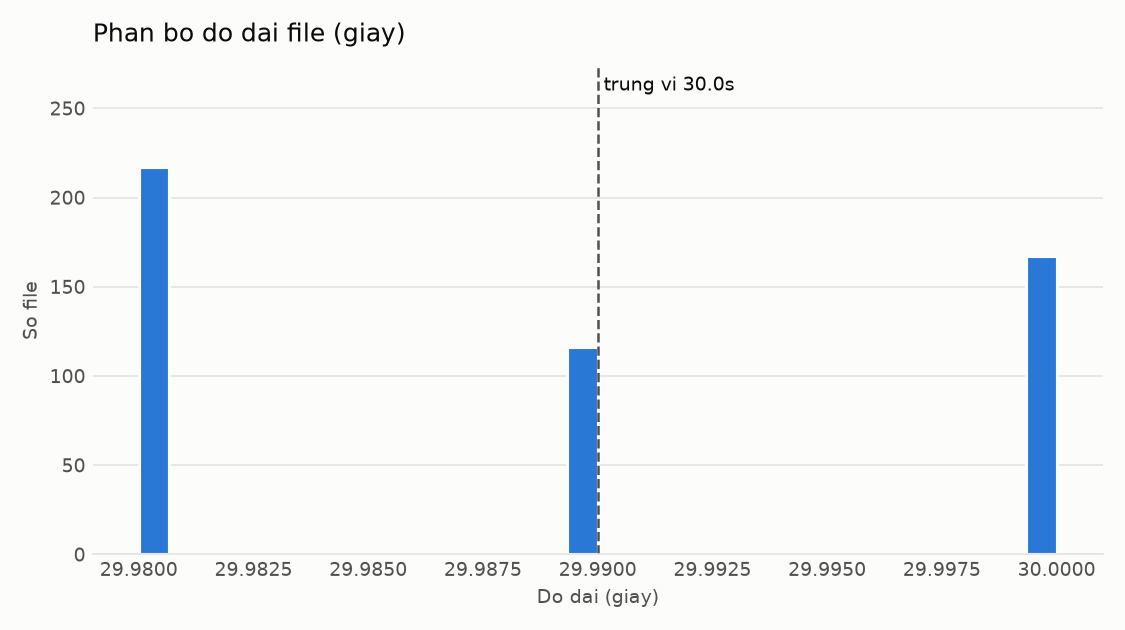 Phan bo do dai file (giay)
trung vi 30.0s
250
200
150
100
50
0
So file
29.9800 29.9825 29.9850 29.9875 29.9900 29.9925 29.9950 29.9975 30.0000
Do dai (giay)